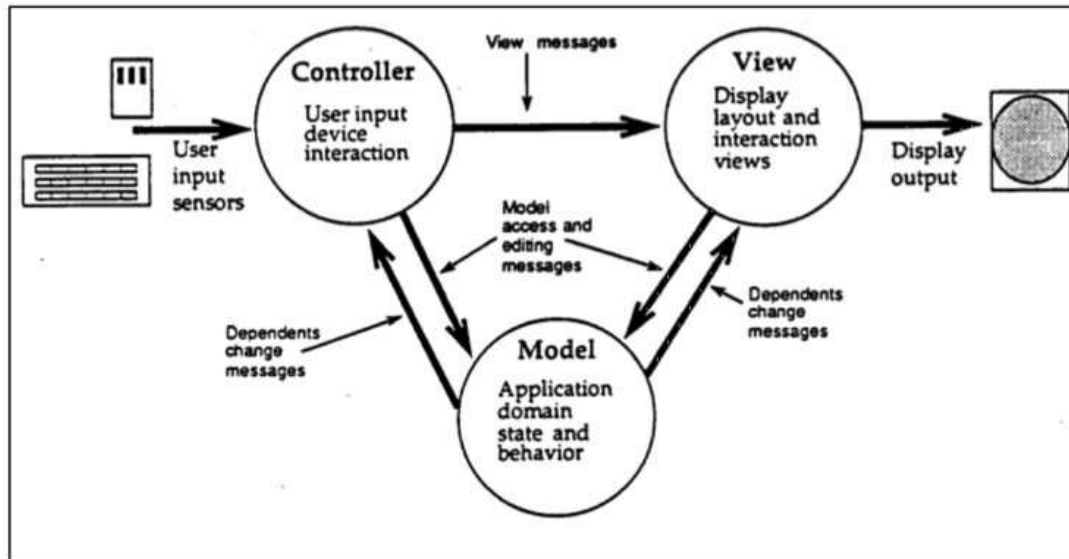 View messages
Controller
User input
device
interaction
View
Display
layout and
interaction
views
User
input
sensors
Display
output
Model
access and
editing
messages
Dependents
change
messages
Dependents
change
messages
Model
Application
domain
state and
behavior